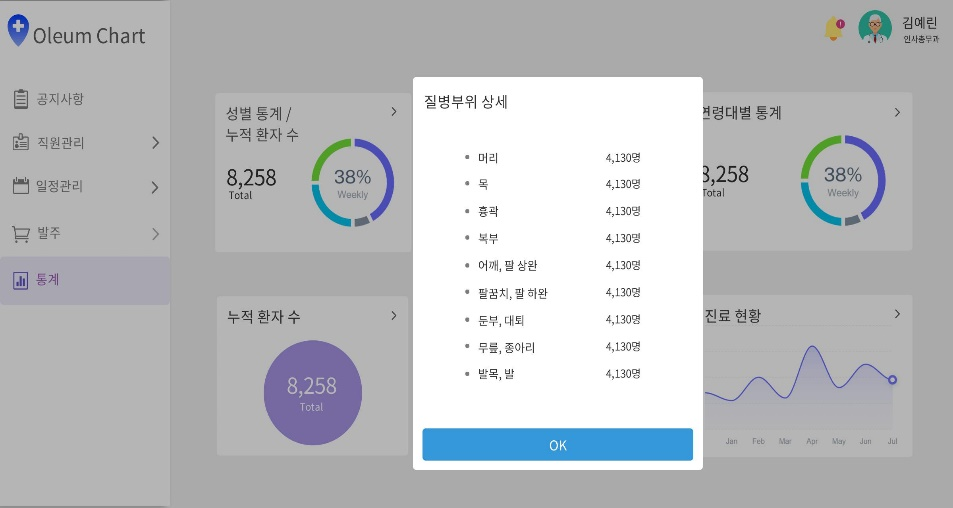 Oleum Chart
김예린
인사총무과
공지사항
직원관리
일정관리
발주
통계
성별 통계 /
누적 환자 수
8,258
Total
38%
Weekly
질병부위 상세
머리 4,130명
목 4,130명
흉곽 4,130명
복부 4,130명
어깨, 팔 상완 4,130명
팔꿈치, 팔 하완 4,130명
둔부, 대퇴 4,130명
무릎, 종아리 4,130명
발목, 발 4,130명
OK
연령대별 통계
8,258
Total
38%
Weekly
누적 환자 수
8,258
Total
진료 현황
Jan Feb Mar Apr May Jun Jul